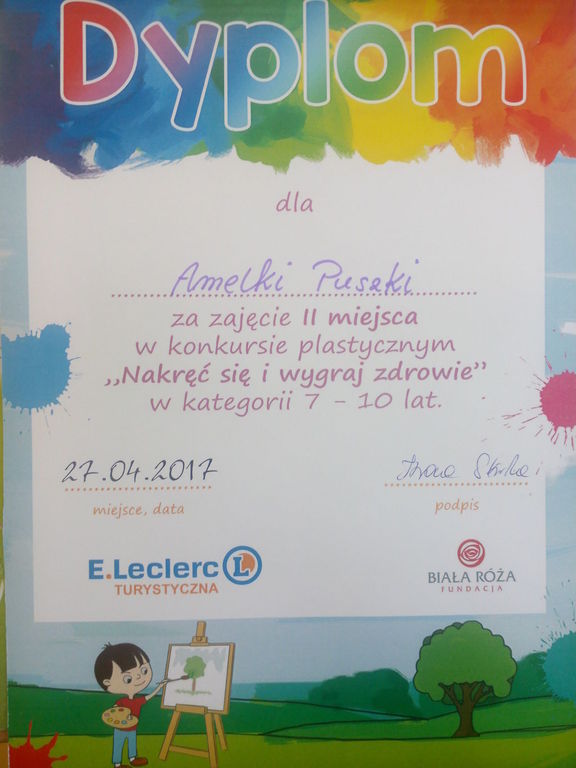 Dyplom
dla
Amelki Puszki
za zajęcie II miejsca
w konkursie plastycznym
„Nakręć się i wygraj zdrowie”
w kategorii 7 - 10 lat.
27.04.2017
miejsce, data
podpis
E.Leclerc L
TURYSTYCZNA
BIAŁA RÓŻA
FUNDACJA